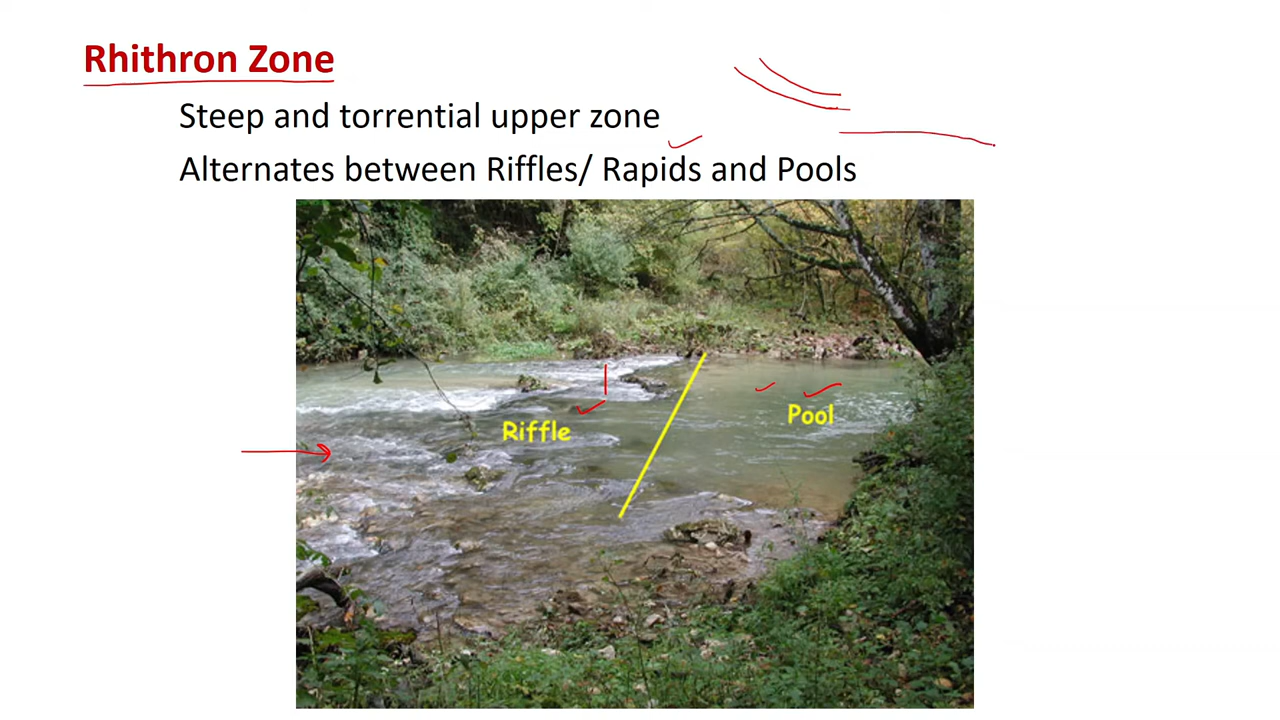 Rhithron Zone
Steep and torrential upper zone
Alternates between Riffles/ Rapids and Pools
Riffle
Pool